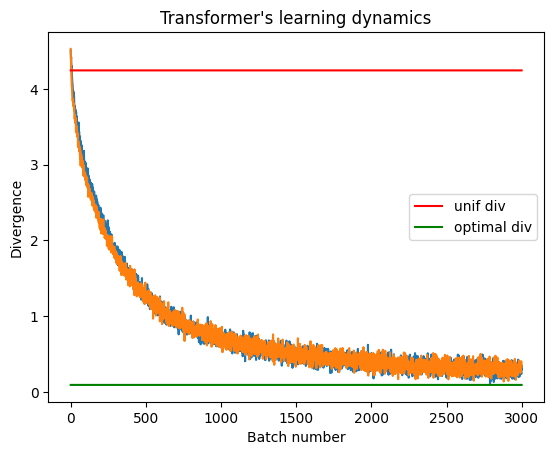 Transformer's learning dynamics
Divergence
4
3
2
1
0
unif div
optimal div
0 500 1000 1500 2000 2500 3000
Batch number